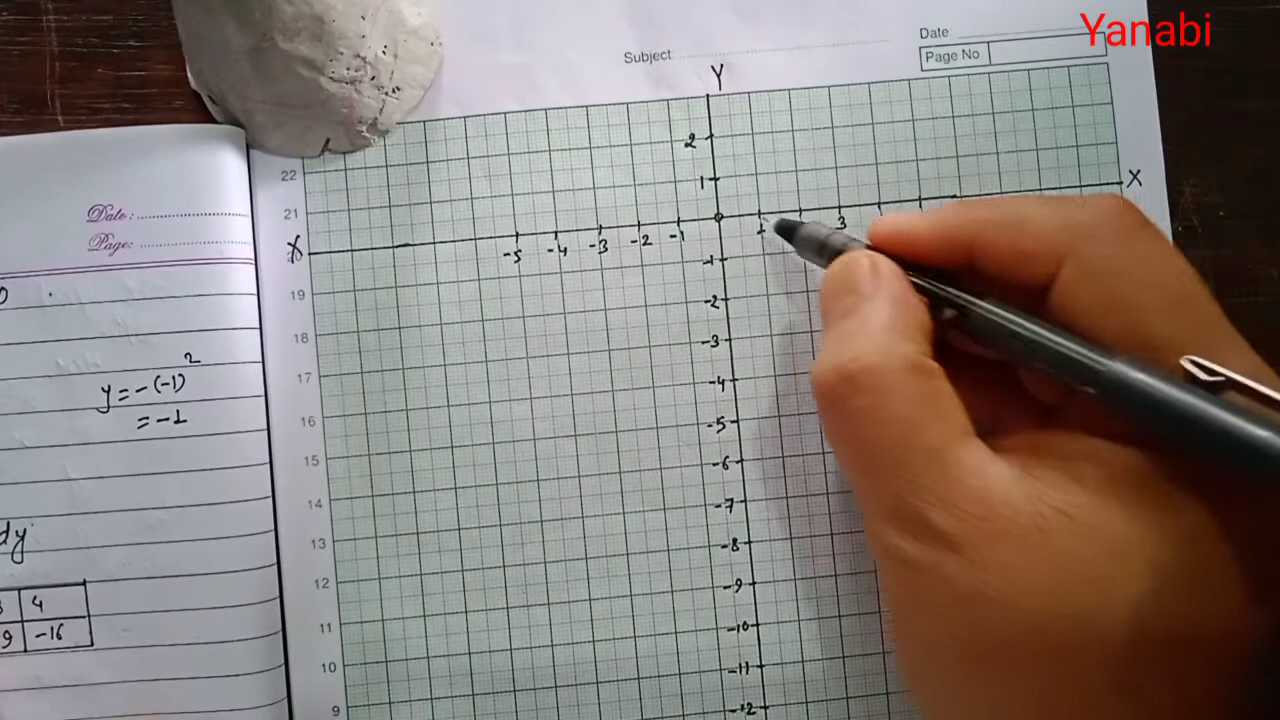 Yanabi
Subject:
Date
Page No
Y
2
1
X
X
-5 -4 -3 -2 -1 1 3
-1
-2
-3
-4
-5
-6
-7
-8
-9
-10
-11
-12
22
21
20
19
18
17
16
15
14
13
12
11
10
9
Date:
Page:
y = -(-1)²
= -1
dy
4
9 -16